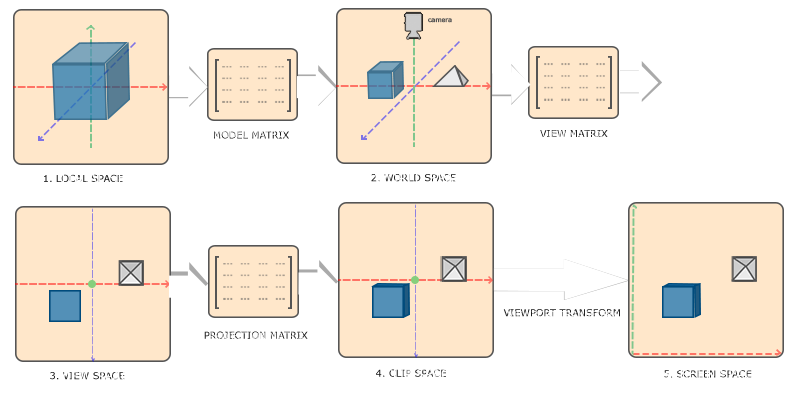 camera
MODEL MATRIX
VIEW MATRIX
1. LOCAL SPACE
2. WORLD SPACE
PROJECTION MATRIX
VIEWPORT TRANSFORM
3. VIEW SPACE
4. CLIP SPACE
5. SCREEN SPACE